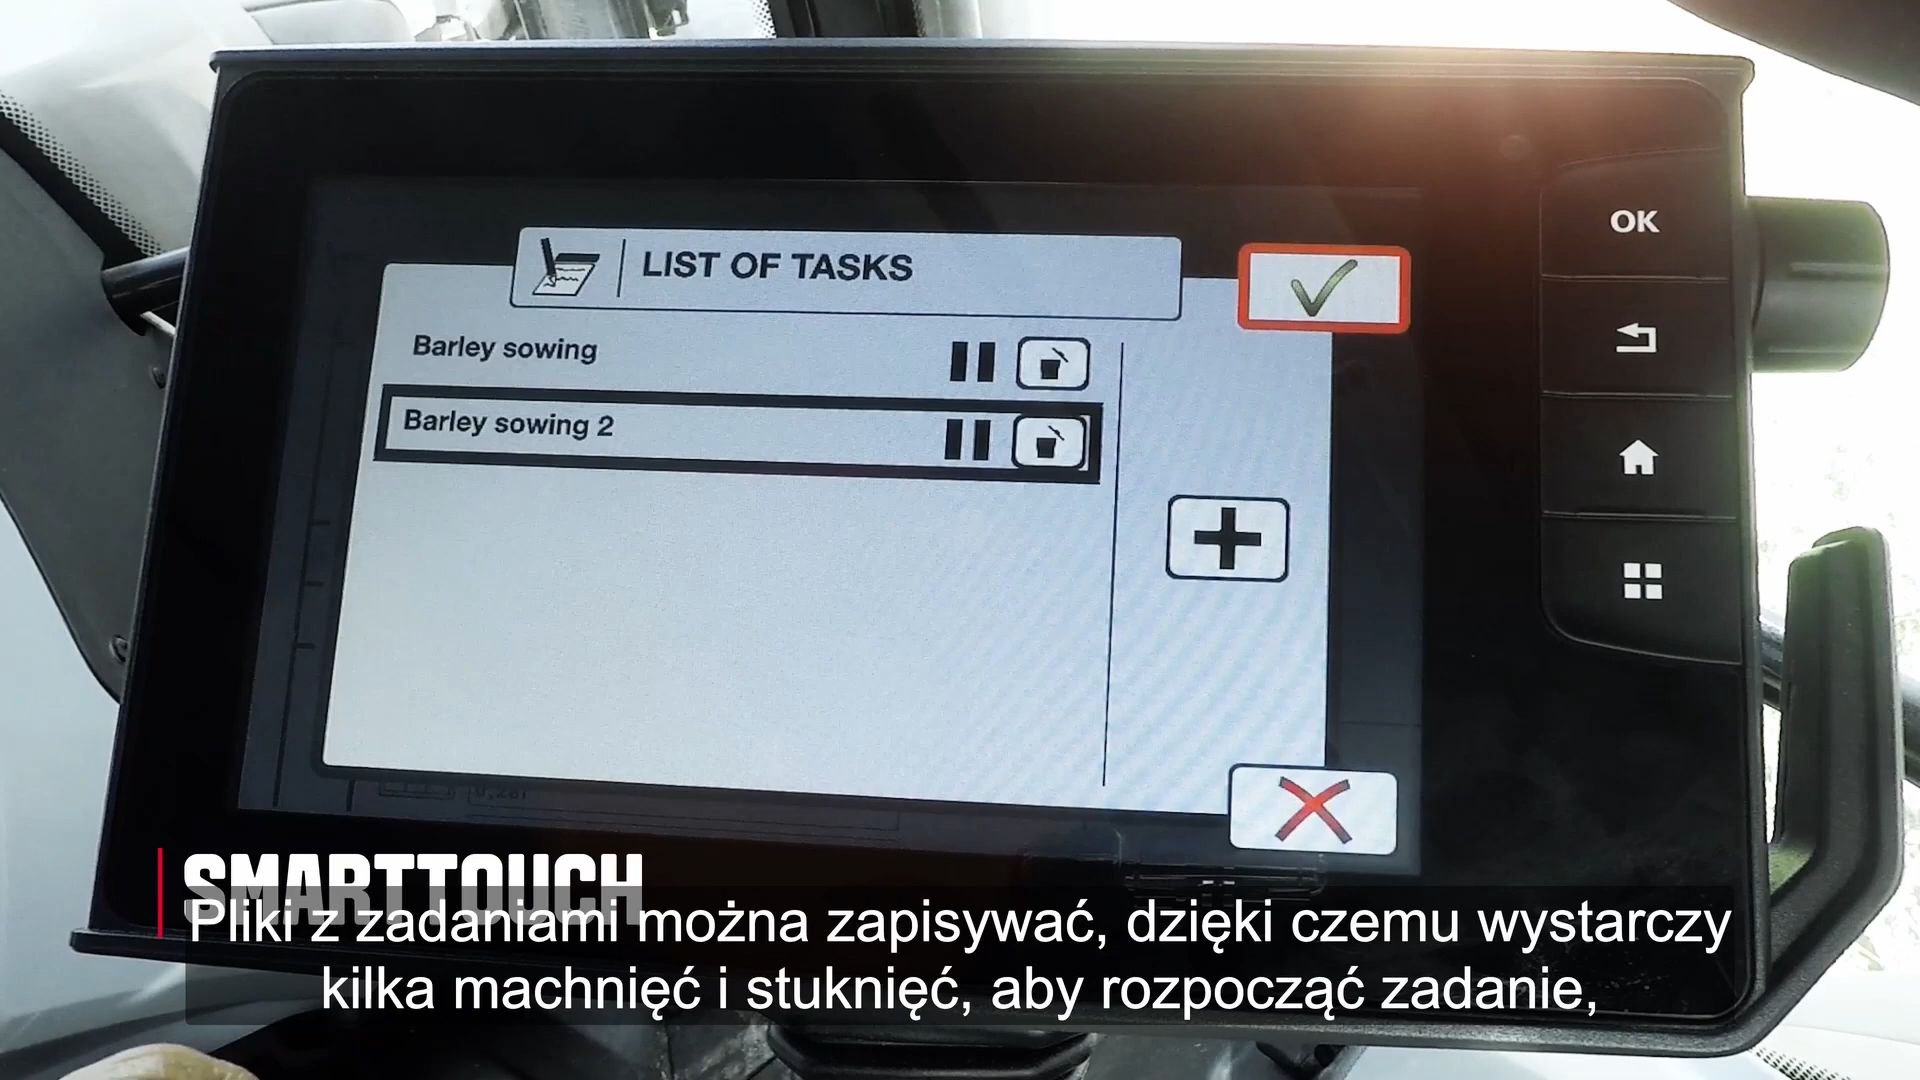 OK
LIST OF TASKS
Barley sowing
Barley sowing 2
SMARTTOUCH
Pliki z zadaniami można zapisywać, dzięki czemu wystarczy
kilka machnięć i stuknięć, aby rozpocząć zadanie,